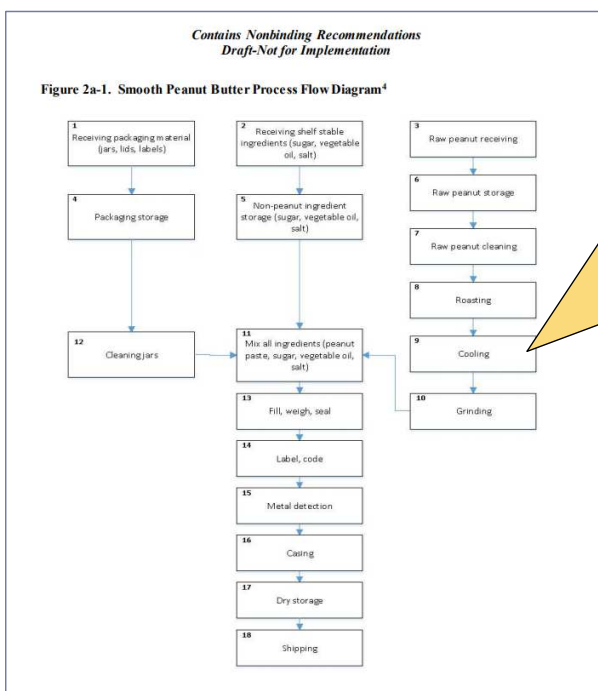 Contains Nonbinding Recommendations
Draft-Not for Implementation
Figure 2a-1. Smooth Peanut Butter Process Flow Diagram4
1
Receiving packaging material
(jars, lids, labels)
2
Receiving shelf stable
ingredients (sugar, vegetable
oil, salt)
3
Raw peanut receiving
4
Packaging storage
5
Non-peanut ingredient
storage (sugar, vegetable oil,
salt)
6
Raw peanut storage
7
Raw peanut cleaning
8
Roasting
12
Cleaning jars
11
Mix all ingredients (peanut
paste, sugar, vegetable oil,
salt)
9
Cooling
13
Fill, weigh, seal
10
Grinding
14
Label, code
15
Metal detection
16
Casing
17
Dry storage
18
Shipping